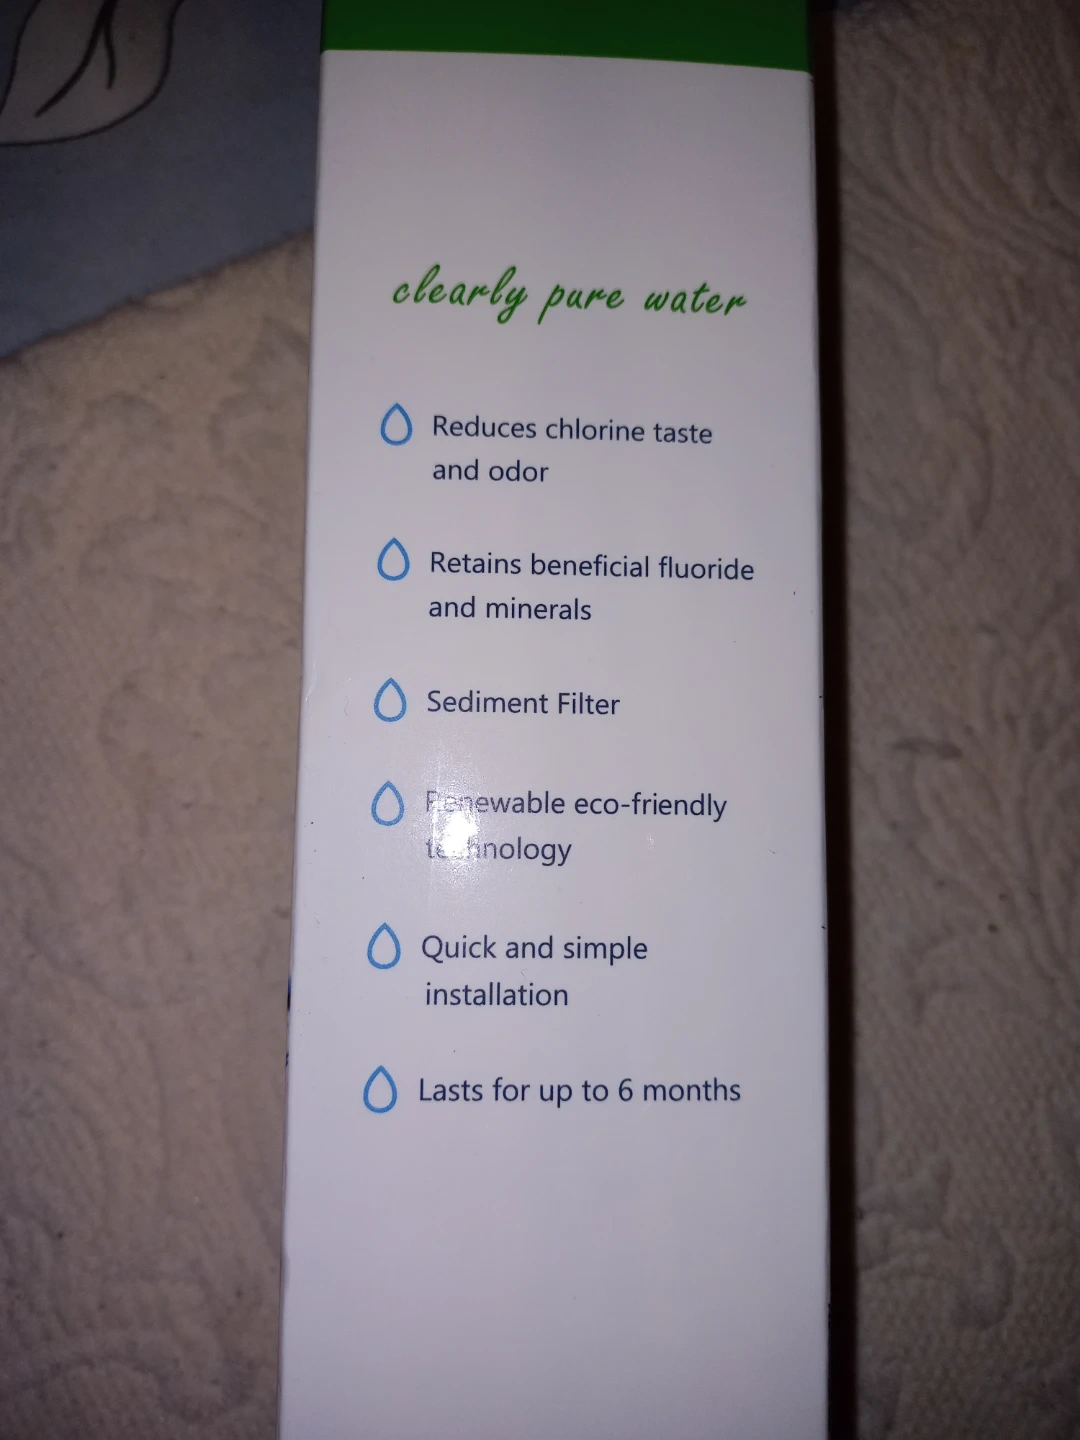 clearly pure water
Reduces chlorine taste
and odor
Retains beneficial fluoride
and minerals
Sediment Filter
Renewable eco-friendly
technology
Quick and simple
installation
Lasts for up to 6 months